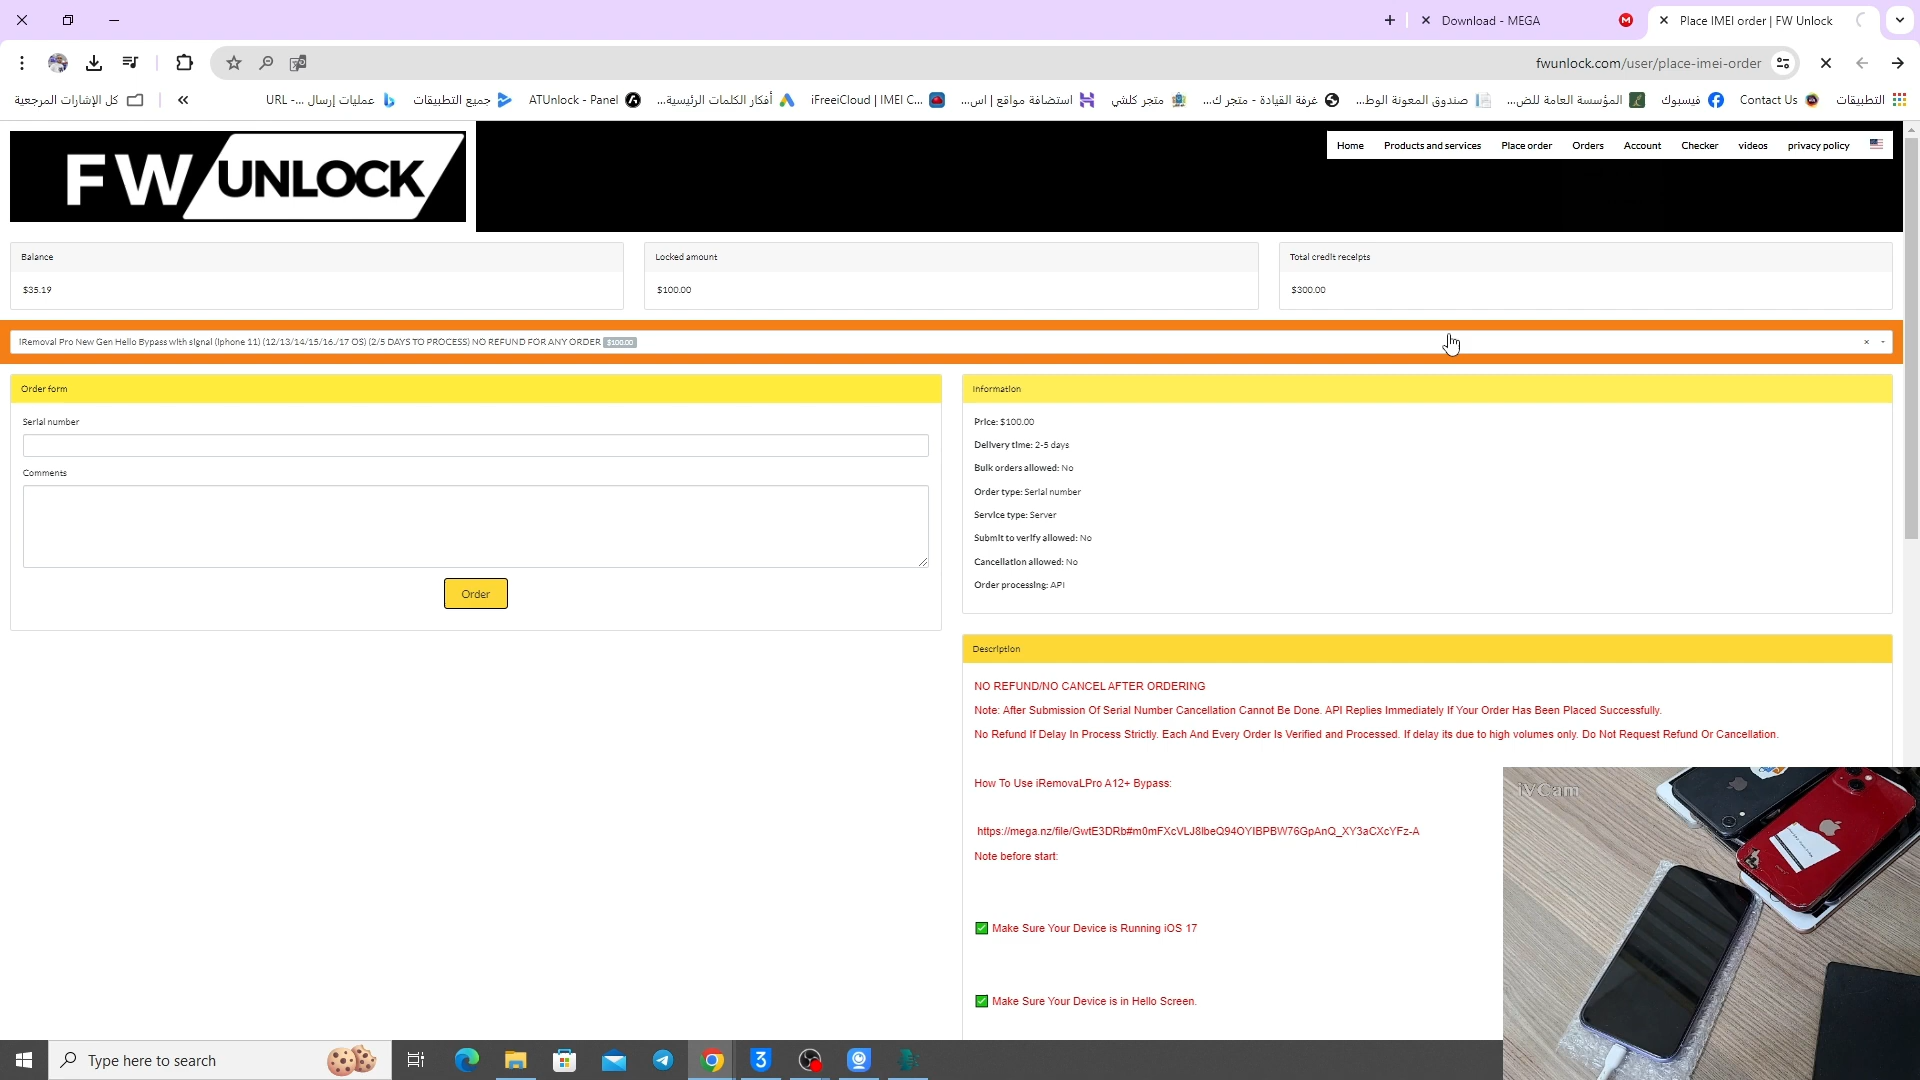 Download - MEGA
Place IMEI order | FW Unlock
fwunlock.com/user/place-imei-order
كل الإشارات المرجعية
عمليات إرسال URL -...
جميع التطبيقات
ATUnlock - Panel
أفكار الكلمات الرئيسية...
iFreeiCloud | IMEI C...
استضافة مواقع | اس...
متجر كلشي
غرفة القيادة - متجر ك...
صندوق المعونة الوط...
المؤسسة العامة للض...
فيسبوك
Contact Us
التطبيقات
FW UNLOCK
Home
Products and services
Place order
Orders
Account
Checker
videos
privacy policy
Balance
$35.19
Locked amount
$100.00
Total credit receipts
$300.00
iRemoval Pro New Gen Hello Bypass with signal (Iphone 11) (12/13/14/15/16./17 OS) (2/5 DAYS TO PROCESS) NO REFUND FOR ANY ORDER $100.00
Order form
Serial number
Comments
Order
Information
Price: $100.00
Delivery time: 2-5 days
Bulk orders allowed: No
Order type: Serial number
Service type: Server
Submit to verify allowed: No
Cancellation allowed: No
Order processing: API
Description
NO REFUND/NO CANCEL AFTER ORDERING
Note: After Submission Of Serial Number Cancellation Cannot Be Done. API Replies Immediately If Your Order Has Been Placed Successfully.
No Refund If Delay In Process Strictly. Each And Every Order Is Verified and Processed. If delay its due to high volumes only. Do Not Request Refund Or Cancellation.
How To Use iRemovaLPro A12+ Bypass:
https://mega.nz/file/GwtE3DRb#m0mFXcVLJ8lbeQ94OYIBPBW76GpAnQ_XY3aCXcYFz-A
Note before start:
✅ Make Sure Your Device is Running iOS 17
✅ Make Sure Your Device is in Hello Screen.
iVCam
Type here to search